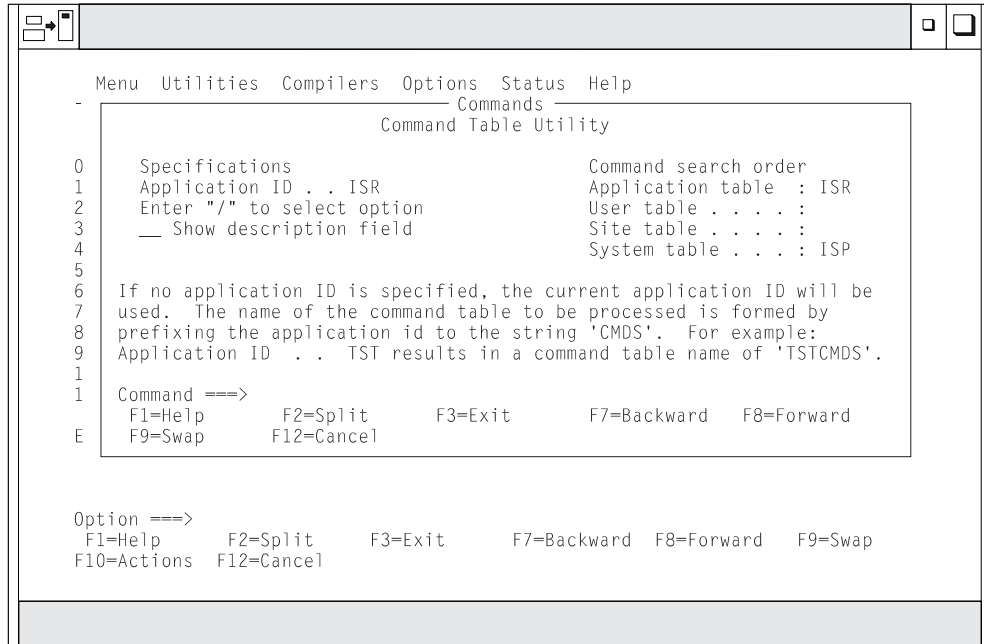 Menu  Utilities  Compilers  Options  Status  Help
- Commands
Command Table Utility
0 Specifications Command search order
1 Application ID . . ISR Application table  : ISR
2 Enter "/" to select option User table . . . . :
3 __ Show description field Site table . . . . :
4 System table . . . : ISP
5
6 If no application ID is specified, the current application ID will be
7 used.  The name of the command table to be processed is formed by
8 prefixing the application id to the string 'CMDS'.  For example:
9 Application ID  . .  TST results in a command table name of 'TSTCMDS'.
1
1 Command ===>
F1=Help F2=Split F3=Exit F7=Backward F8=Forward
E F9=Swap F12=Cancel
Option ===>
F1=Help F2=Split F3=Exit F7=Backward F8=Forward F9=Swap
F10=Actions F12=Cancel